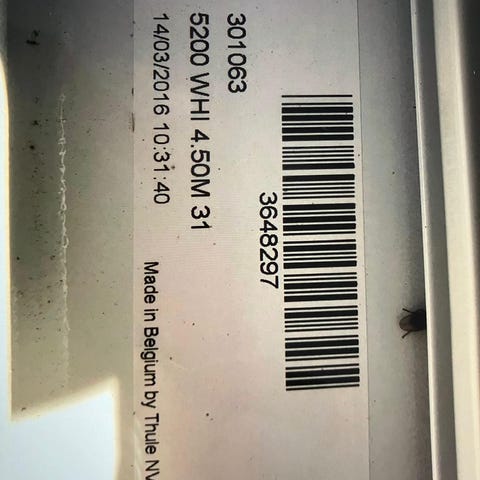 301063
5200 WHI 4.50M 31
14/03/2016 10:31:40
3648297
Made in Belgium by Thule NV